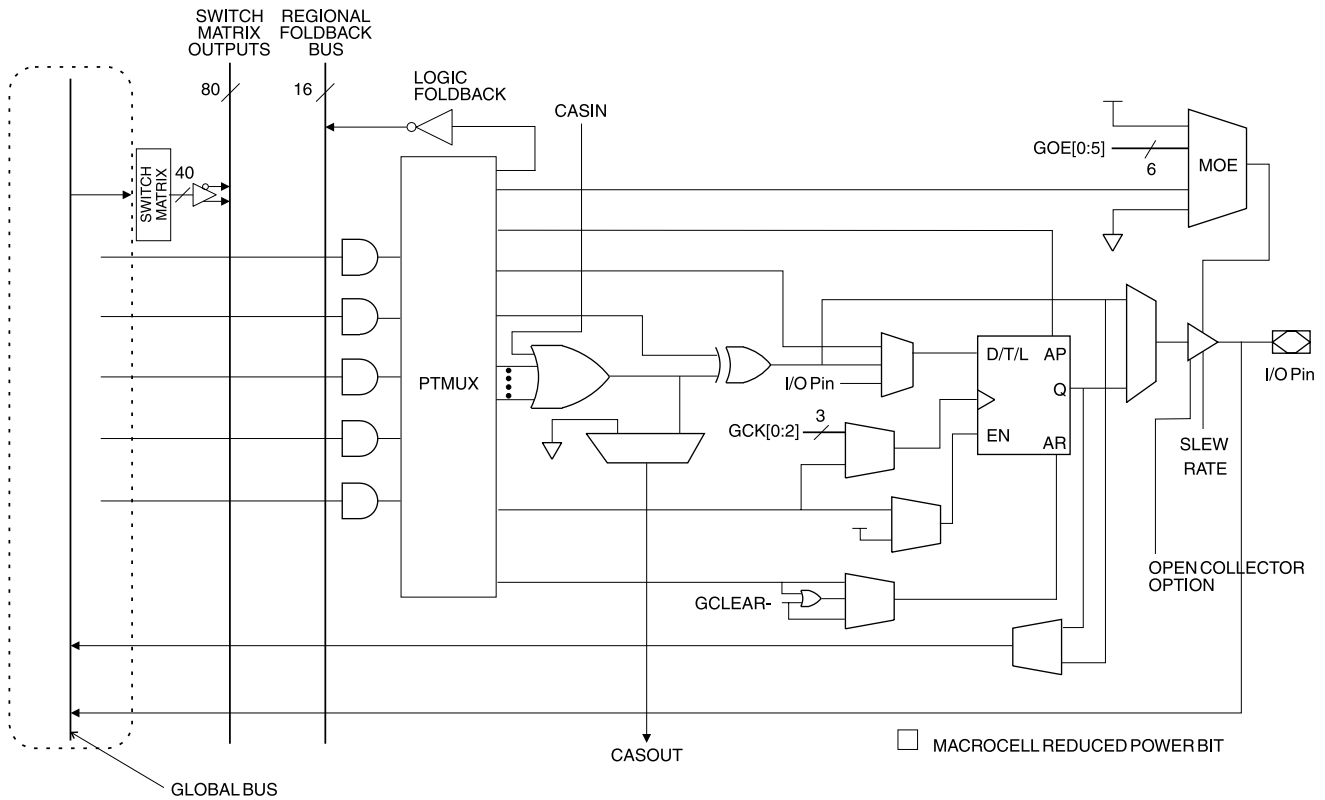 SWITCH
MATRIX
OUTPUTS
REGIONAL
FOLDBACK
BUS
80
16
LOGIC
FOLDBACK
CASIN
GOE[0:5]
6
MOE
SWITCH
MATRIX
40
PTMUX
I/O Pin
D/T/L
AP
Q
EN
AR
GCK[0:2]
3
I/O Pin
SLEW
RATE
OPEN COLLECTOR
OPTION
GCLEAR-
CASOUT
MACROCELL REDUCED POWER BIT
GLOBAL BUS